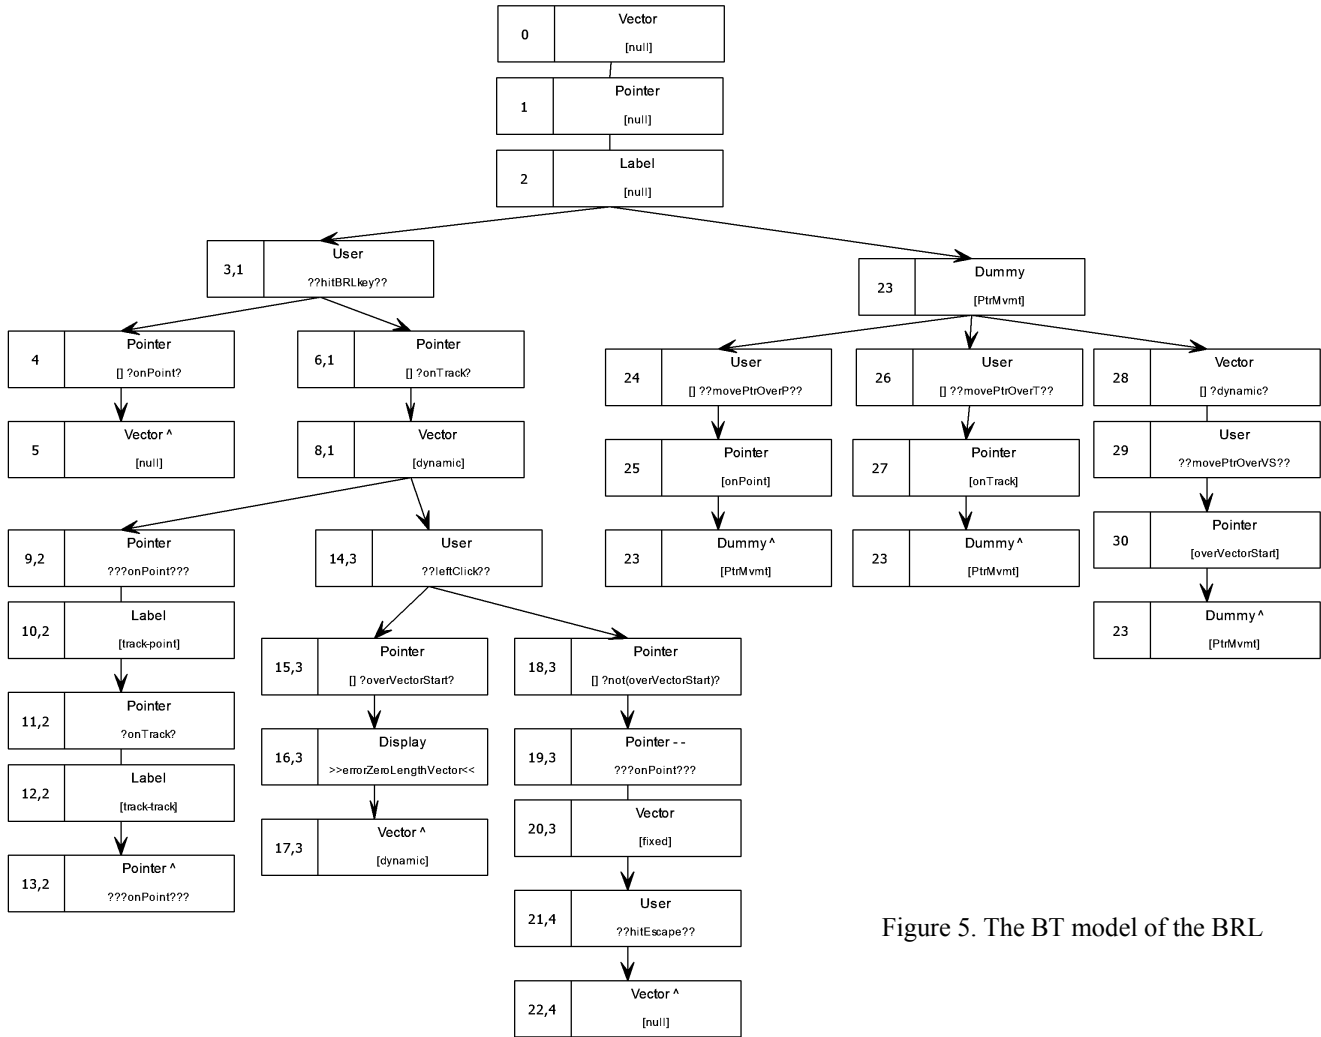 0
Vector
[null]
1
Pointer
[null]
2
Label
[null]
3,1
User
??hitBRLkey??
23
Dummy
[PtrMvmt]
4
Pointer
[] ?onPoint?
6,1
Pointer
[] ?onTrack?
24
User
[] ??movePtrOverP??
26
User
[] ??movePtrOverT??
28
Vector
[] ?dynamic?
5
Vector ^
[null]
8,1
Vector
[dynamic]
25
Pointer
[onPoint]
27
Pointer
[onTrack]
29
User
??movePtrOverVS??
9,2
Pointer
???onPoint???
14,3
User
??leftClick??
23
Dummy ^
[PtrMvmt]
23
Dummy ^
[PtrMvmt]
30
Pointer
[overVectorStart]
10,2
Label
[track-point]
15,3
Pointer
[] ?overVectorStart?
18,3
Pointer
[] ?not(overVectorStart)?
23
Dummy ^
[PtrMvmt]
11,2
Pointer
?onTrack?
16,3
Display
>>errorZeroLengthVector<<
19,3
Pointer - -
???onPoint???
12,2
Label
[track-track]
17,3
Vector ^
[dynamic]
20,3
Vector
[fixed]
13,2
Pointer ^
???onPoint???
21,4
User
??hitEscape??
22,4
Vector ^
[null]
Figure 5. The BT model of the BRL